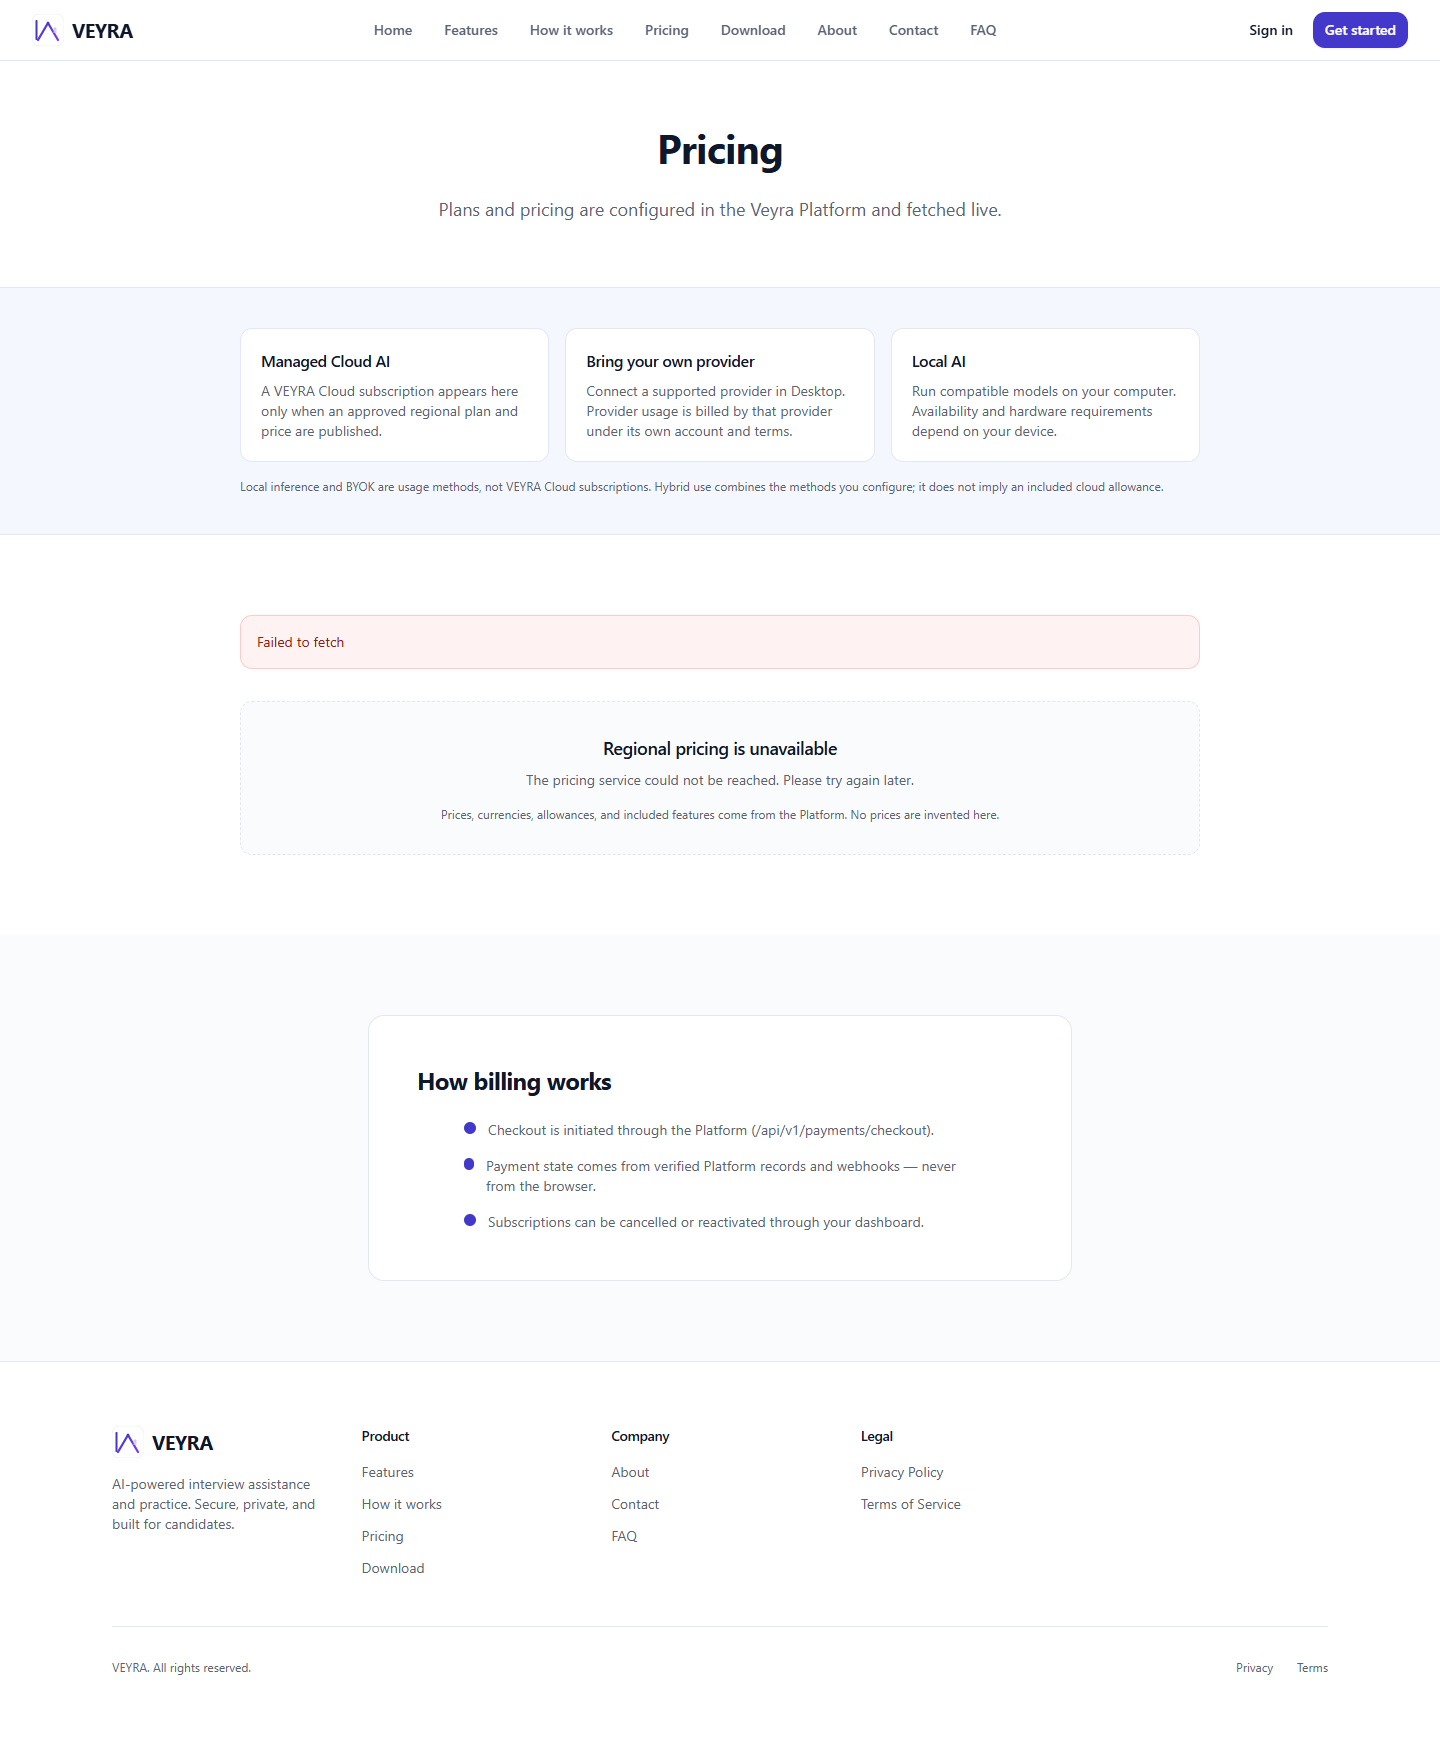 VEYRA
Home
Features
How it works
Pricing
Download
About
Contact
FAQ
Sign in
Get started
Pricing
Plans and pricing are configured in the Veyra Platform and fetched live.
Managed Cloud AI
A VEYRA Cloud subscription appears here
only when an approved regional plan and
price are published.
Bring your own provider
Connect a supported provider in Desktop.
Provider usage is billed by that provider
under its own account and terms.
Local AI
Run compatible models on your computer.
Availability and hardware requirements
depend on your device.
Local inference and BYOK are usage methods, not VEYRA Cloud subscriptions. Hybrid use combines the methods you configure; it does not imply an included cloud allowance.
Failed to fetch
Regional pricing is unavailable
The pricing service could not be reached. Please try again later.
Prices, currencies, allowances, and included features come from the Platform. No prices are invented here.
How billing works
Checkout is initiated through the Platform (/api/v1/payments/checkout).
Payment state comes from verified Platform records and webhooks — never
from the browser.
Subscriptions can be cancelled or reactivated through your dashboard.
VEYRA
AI-powered interview assistance
and practice. Secure, private, and
built for candidates.
Product
Features
How it works
Pricing
Download
Company
About
Contact
FAQ
Legal
Privacy Policy
Terms of Service
VEYRA. All rights reserved.
Privacy
Terms